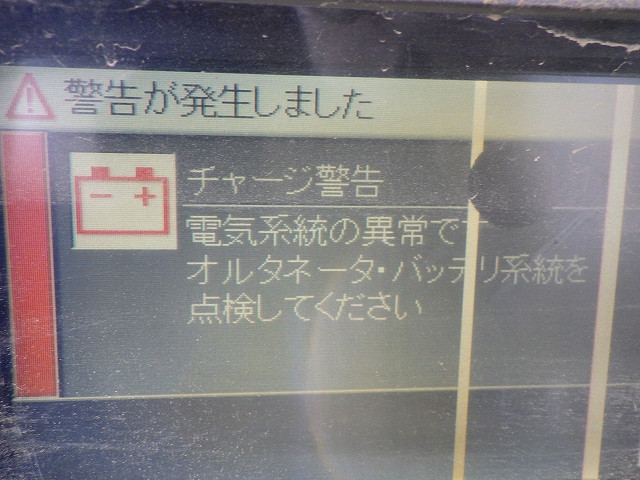 警告が発生しました
チャージ警告
電気系統の異常です
オルタネータ・バッテリ系統を
点検してください